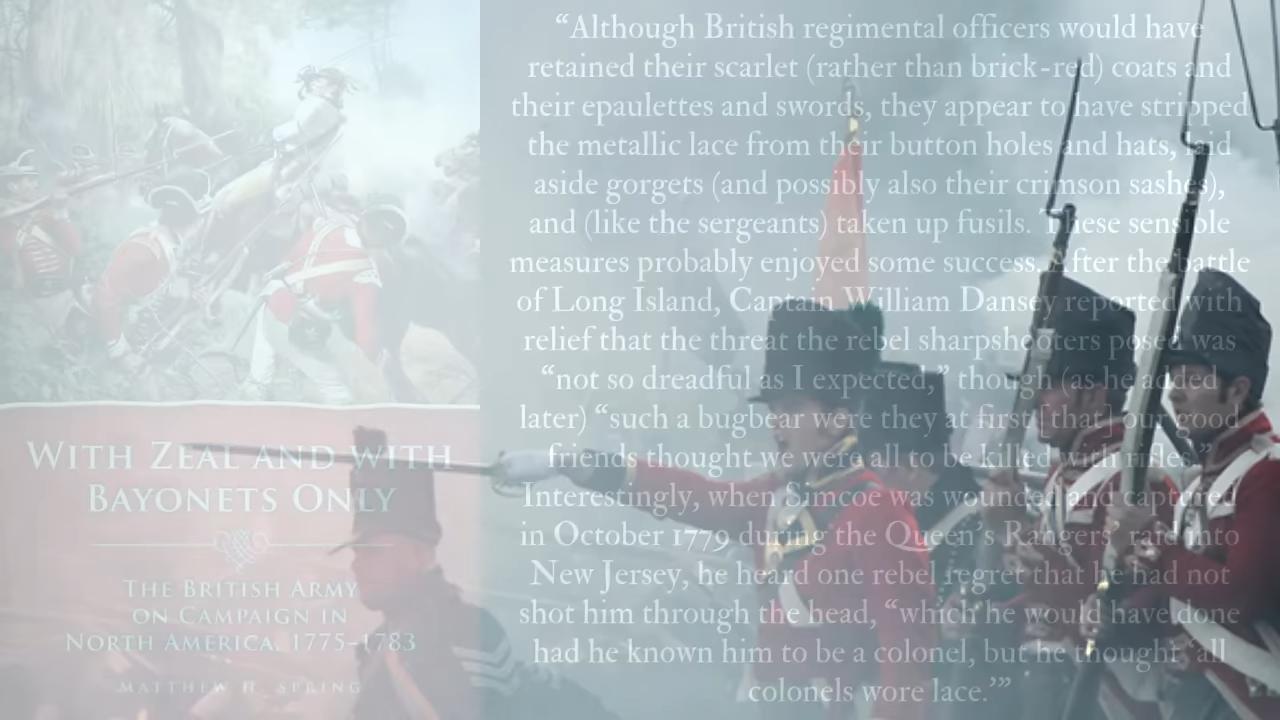 “Although British regimental officers would have
retained their scarlet (rather than brick-red) coats and
their epaulettes and swords, they appear to have stripped
the metallic lace from their button holes and hats, laid
aside gorgets (and possibly also their crimson sashes),
and (like the sergeants) taken up fusils. These sensible
measures probably enjoyed some success. After the battle
of Long Island, Captain William Dansey reported with
relief that the threat the rebel sharpshooters posed was
“not so dreadful as I expected,” though (as he added
later) “such a bugbear were they at first that our good
friends thought we were all to be killed with rifles.”
Interestingly, when Simcoe was wounded and captured
in October 1779 during the Queen’s Rangers’ raid into
New Jersey, he heard one rebel regret that he had not
shot him through the head, “which he would have done
had he known him to be a colonel, but he thought ‘all
colonels wore lace.’”
WITH ZEAL AND WITH
BAYONETS ONLY
THE BRITISH ARMY
ON CAMPAIGN IN
NORTH AMERICA, 1775–1783
MATTHEW H. SPRING